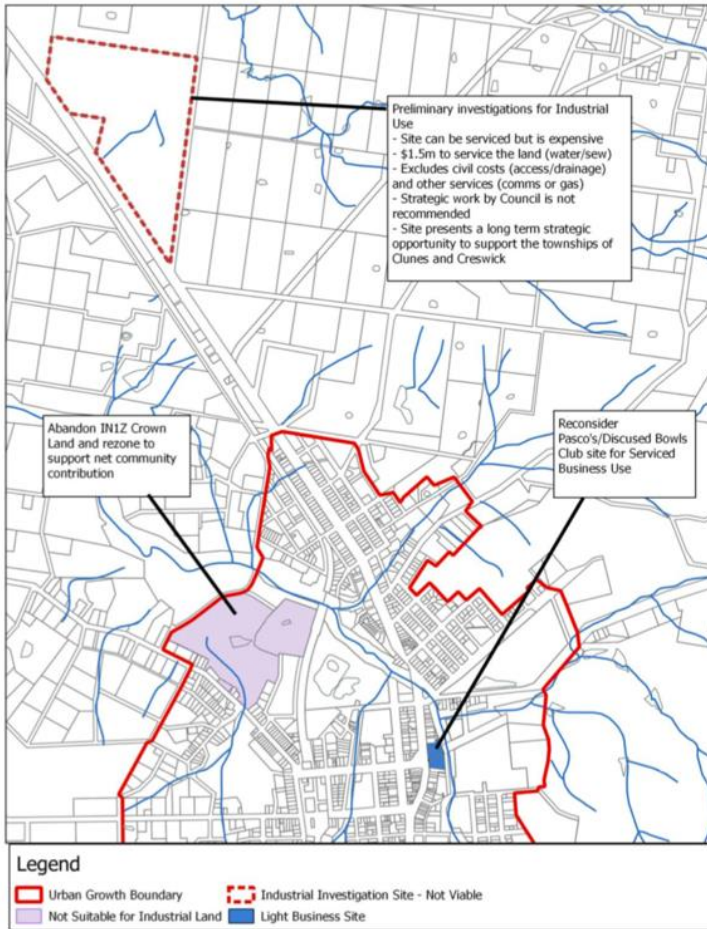 Preliminary investigations for Industrial
Use
- Site can be serviced but is expensive
- $1.5m to service the land (water/sew)
- Excludes civil costs (access/drainage)
and other services (comms or gas)
- Strategic work by Council is not
recommended
- Site presents a long term strategic
opportunity to support the townships of
Clunes and Creswick
Abandon IN1Z Crown
Land and rezone to
support net community
contribution
Reconsider
Pasco's/Discused Bowls
Club site for Serviced
Business Use
Legend
Urban Growth Boundary
Industrial Investigation Site - Not Viable
Not Suitable for Industrial Land
Light Business Site